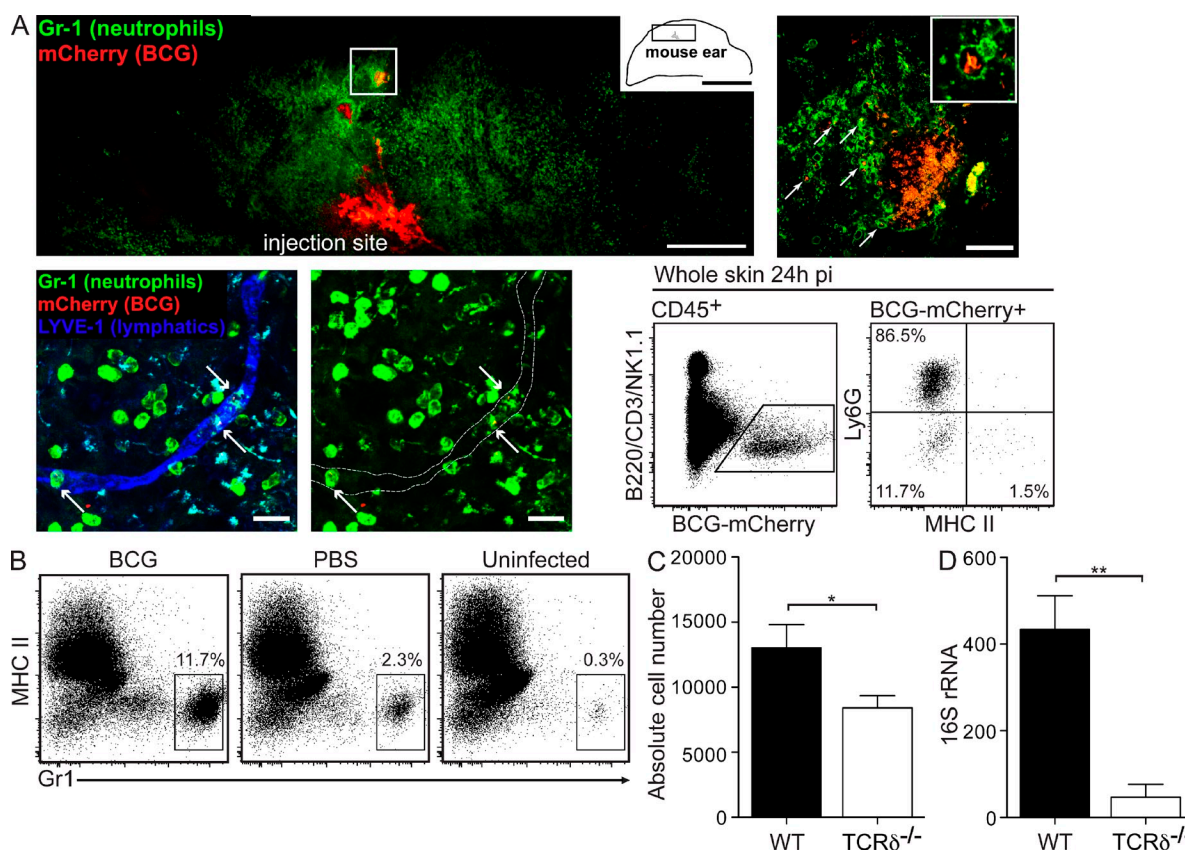 A
Gr-1 (neutrophils)
mCherry (BCG)
mouse ear
injection site
Gr-1 (neutrophils)
mCherry (BCG)
LYVE-1 (lymphatics)
Whole skin 24h pi
CD45⁺
B220/CD3/NK1.1
BCG-mCherry
BCG-mCherry+
86.5%
Ly6G
11.7%
1.5%
MHC II
B
BCG
PBS
Uninfected
MHC II
11.7%
2.3%
0.3%
Gr1
C
Absolute cell number
20000
15000
10000
5000
0
*
WT
TCRδ⁻/⁻
D
16S rRNA
600
400
200
0
**
WT
TCRδ⁻/⁻